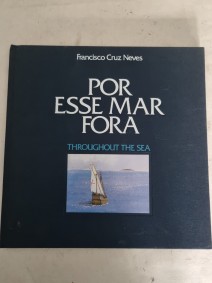 Francisco Cruz Neves
POR
ESSE MAR
FORA
THROUGHOUT THE SEA